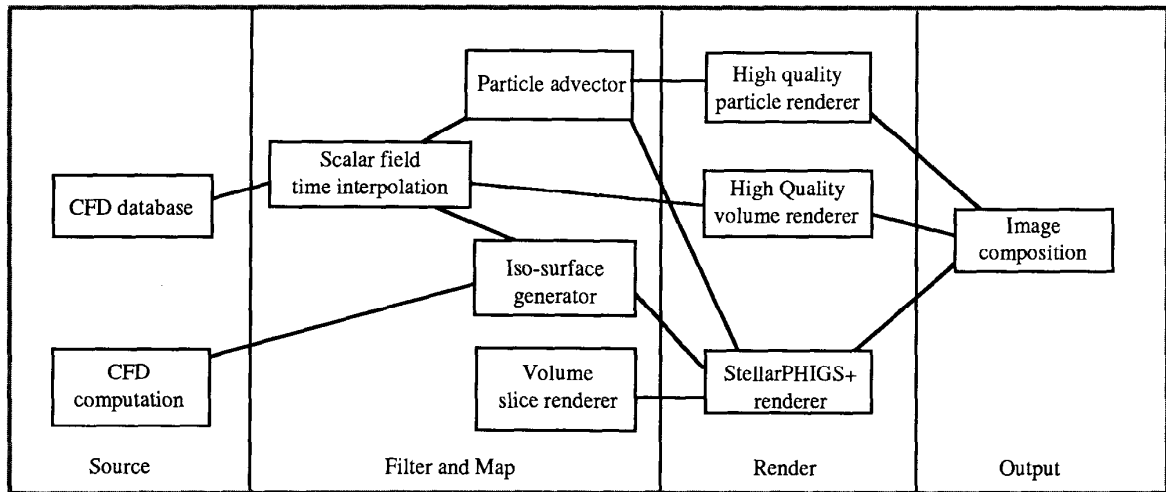 CFD database
CFD
computation
Source
Particle advector
Scalar field
time interpolation
Iso-surface
generator
Volume
slice renderer
Filter and Map
High quality
particle renderer
High Quality
volume renderer
StellarPHIGS+
renderer
Render
Image
composition
Output